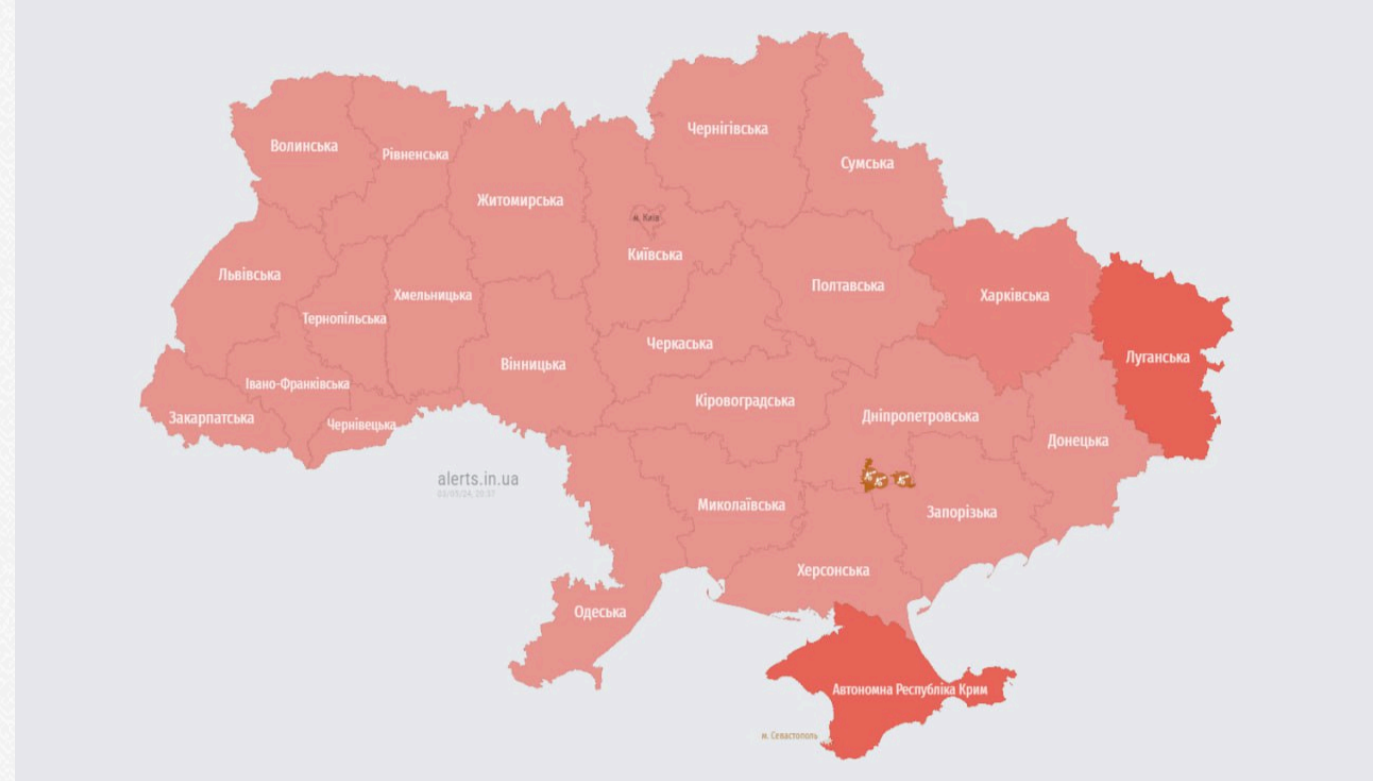 Чернігівська
Волинська
Рівненська
Сумська
Житомирська
м. Київ
Київська
Львівська
Полтавська
Хмельницька
Харківська
Тернопільська
Черкаська
Луганська
Вінницька
Івано-Франківська
Кіровоградська
Закарпатська
Дніпропетровська
Чернівецька
Донецька
alerts.in.ua
Миколаївська
Запорізька
Херсонська
Одеська
Автономна Республіка Крим
м. Севастополь